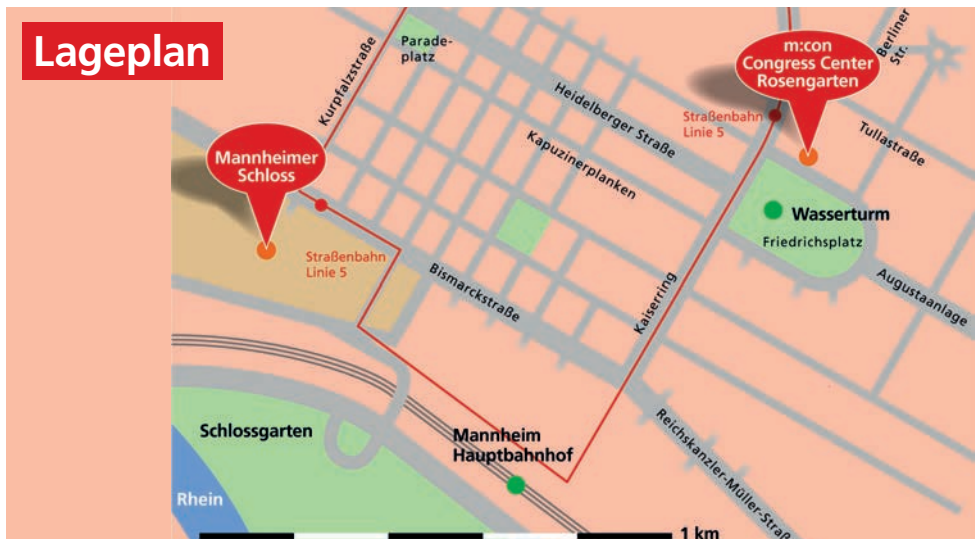 Lageplan
Parade-
platz
Kurpfalzstraße
m:con
Congress Center
Rosengarten
Berliner
Str.
Heidelberger Straße
Straßenbahn
Linie 5
Tullastraße
Kapuzinerplanken
Mannheimer
Schloss
Wasserturm
Friedrichsplatz
Straßenbahn
Linie 5
Bismarckstraße
Kaiserring
Augustaanlage
Schlossgarten
Mannheim
Hauptbahnhof
Reichskanzler-Müller-Straß
Rhein
1 km